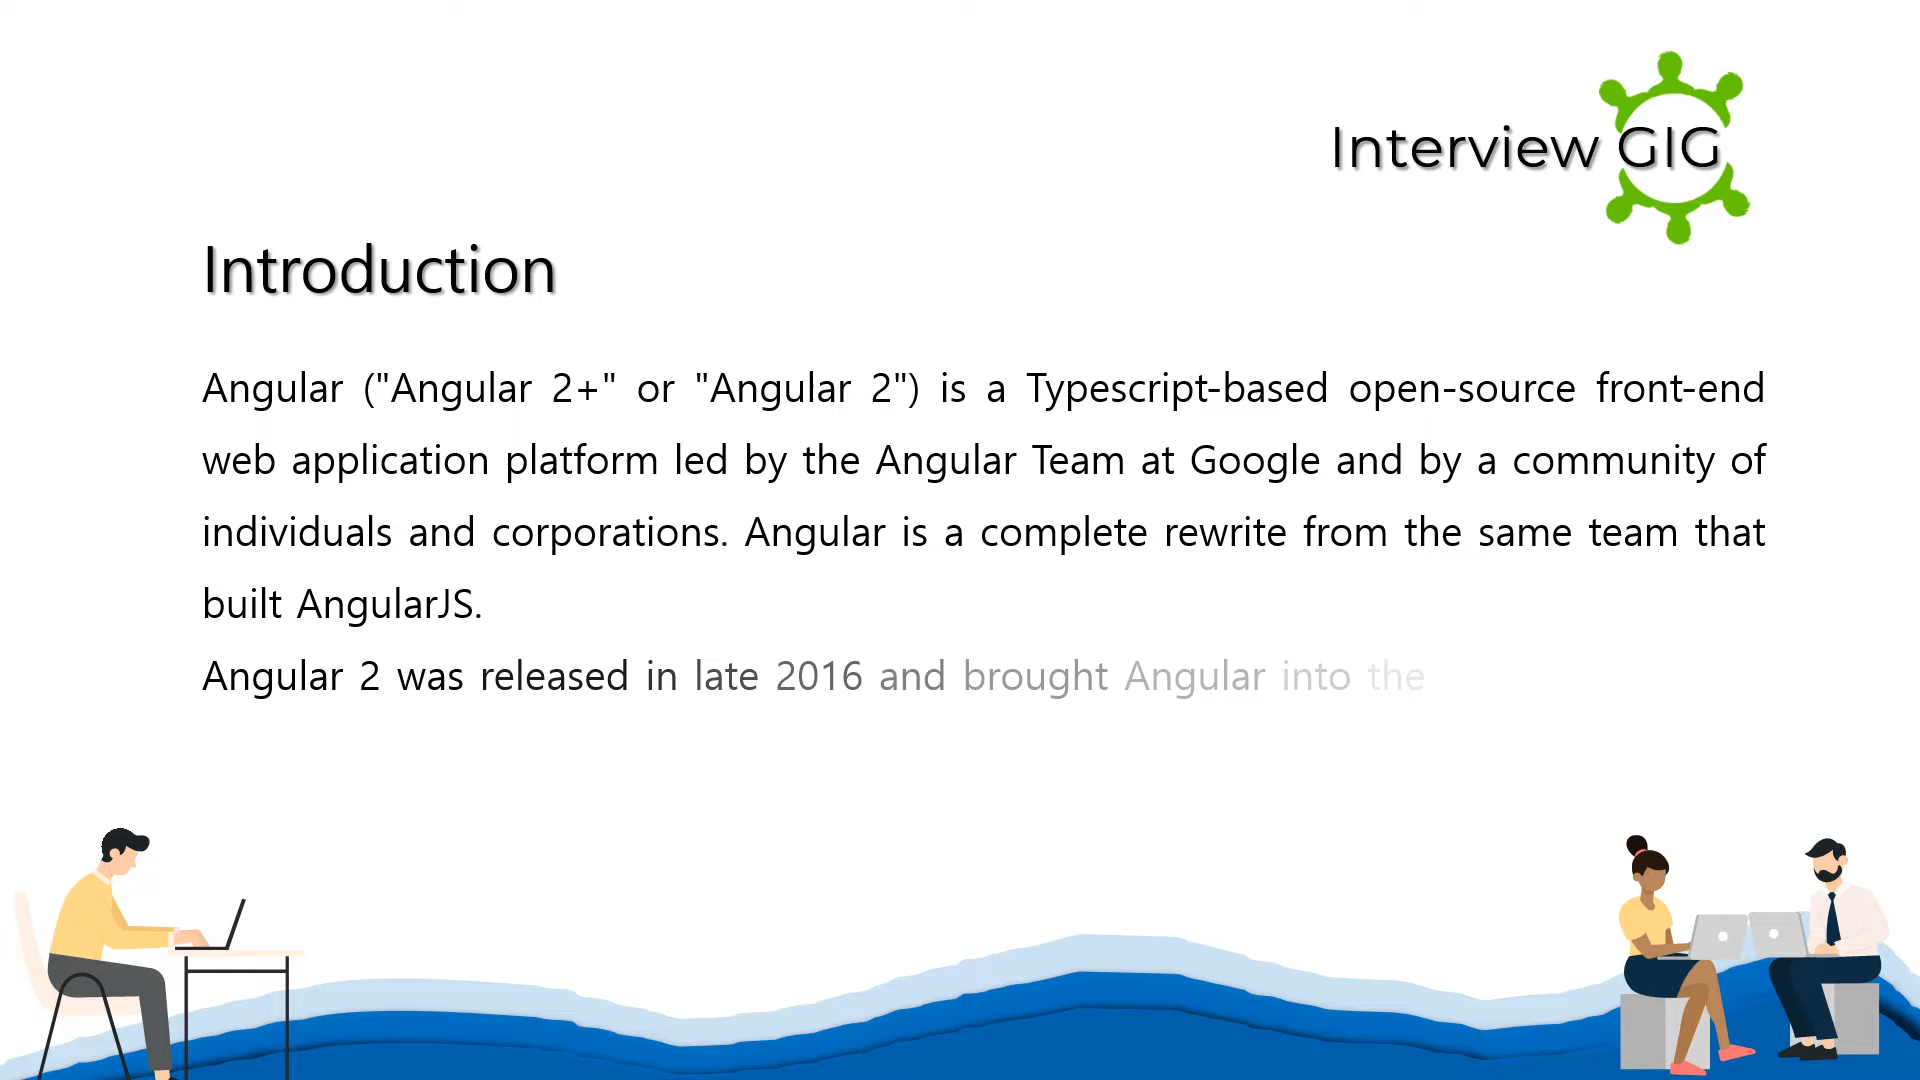 Interview GIG
Introduction
Angular ("Angular 2+" or "Angular 2") is a Typescript-based open-source front-end
web application platform led by the Angular Team at Google and by a community of
individuals and corporations. Angular is a complete rewrite from the same team that
built AngularJS.
Angular 2 was released in late 2016 and brought Angular into the